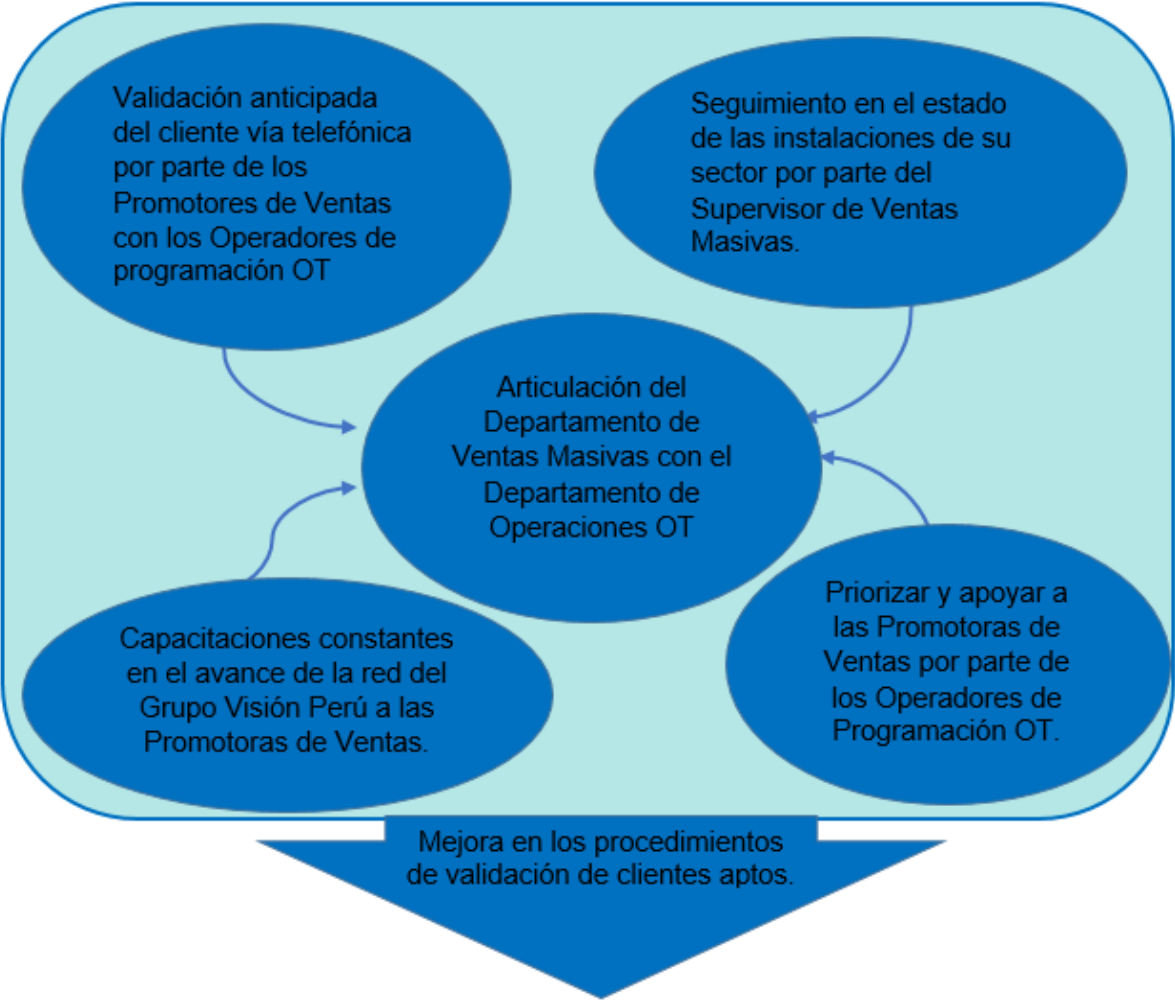 Validación anticipada
del cliente vía telefónica
por parte de los
Promotores de Ventas
con los Operadores de
programación OT
Seguimiento en el estado
de las instalaciones de su
sector por parte del
Supervisor de Ventas
Masivas.
Articulación del
Departamento de
Ventas Masivas con el
Departamento de
Operaciones OT
Capacitaciones constantes
en el avance de la red del
Grupo Visión Perú a las
Promotoras de Ventas.
Priorizar y apoyar a
las Promotoras de
Ventas por parte de
los Operadores de
Programación OT.
Mejora en los procedimientos
de validación de clientes aptos.